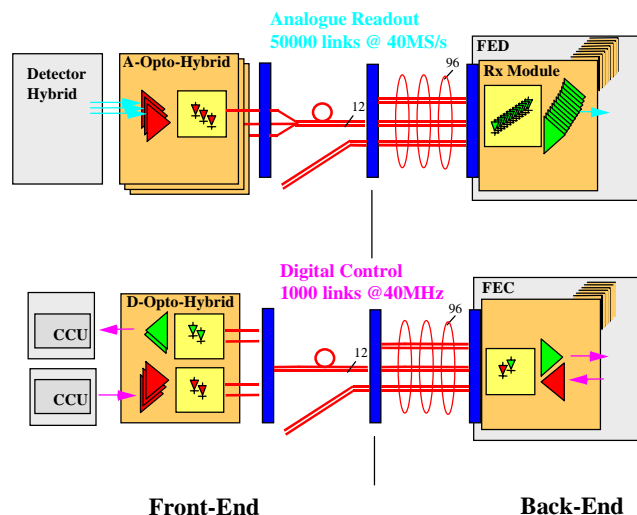 Analogue Readout
50000 links @ 40MS/s
FED
A-Opto-Hybrid
Detector
Hybrid
96
Rx Module
12
Digital Control
1000 links @40MHz
FEC
D-Opto-Hybrid
96
CCU
12
CCU
Front-End
Back-End